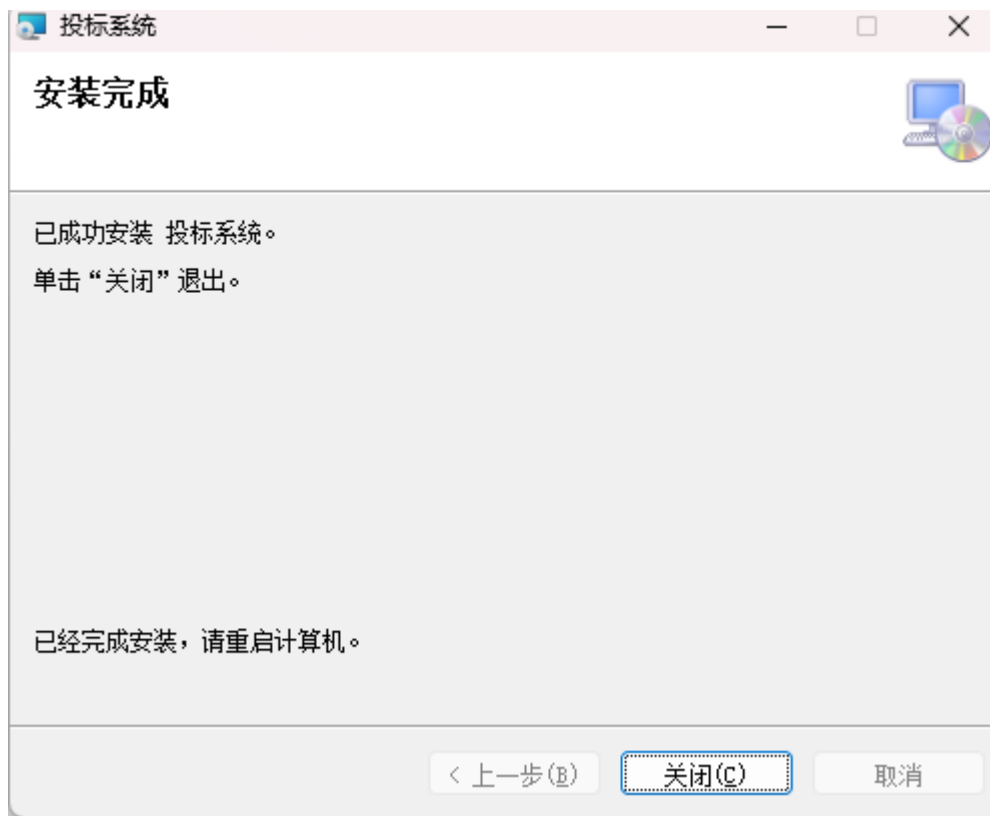 投标系统
安装完成
已成功安装 投标系统。
单击“关闭”退出。
已经完成安装，请重启计算机。
< 上一步(B)
关闭(C)
取消